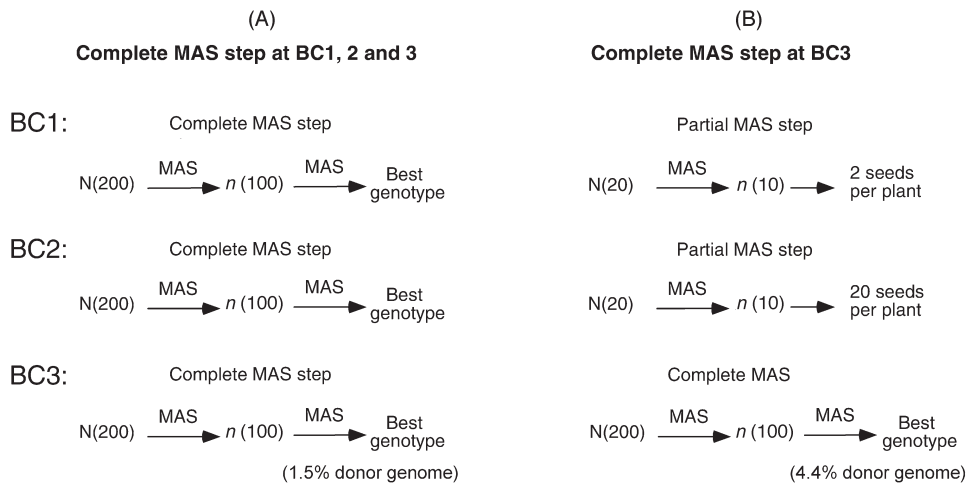 (A)
Complete MAS step at BC1, 2 and 3
BC1:
Complete MAS step
N(200) MAS n (100) MAS Best genotype
BC2:
Complete MAS step
N(200) MAS n (100) MAS Best genotype
BC3:
Complete MAS step
N(200) MAS n (100) MAS Best genotype
(1.5% donor genome)
(B)
Complete MAS step at BC3
Partial MAS step
N(20) MAS n (10) 2 seeds per plant
Partial MAS step
N(20) MAS n (10) 20 seeds per plant
Complete MAS
N(200) MAS n (100) MAS Best genotype
(4.4% donor genome)